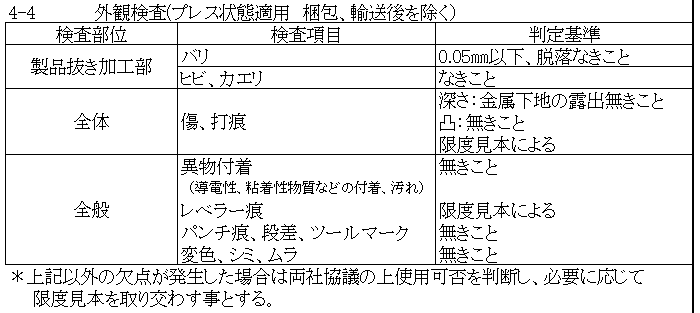 4-4 外観検査(プレス状態適用 梱包、輸送後を除く)
検査部位 検査項目 判定基準
製品抜き加工部 バリ 0.05mm以下、脱落なきこと
ヒビ、カエリ なきこと
全体 傷、打痕 深さ:金属下地の露出無きこと
凸:無きこと
限度見本による
全般 異物付着 無きこと
(導電性、粘着性物質などの付着、汚れ)
レベラー痕 限度見本による
パンチ痕、段差、ツールマーク 無きこと
変色、シミ、ムラ 無きこと
*上記以外の欠点が発生した場合は両社協議の上使用可否を判断し、必要に応じて
限度見本を取り交わす事とする。